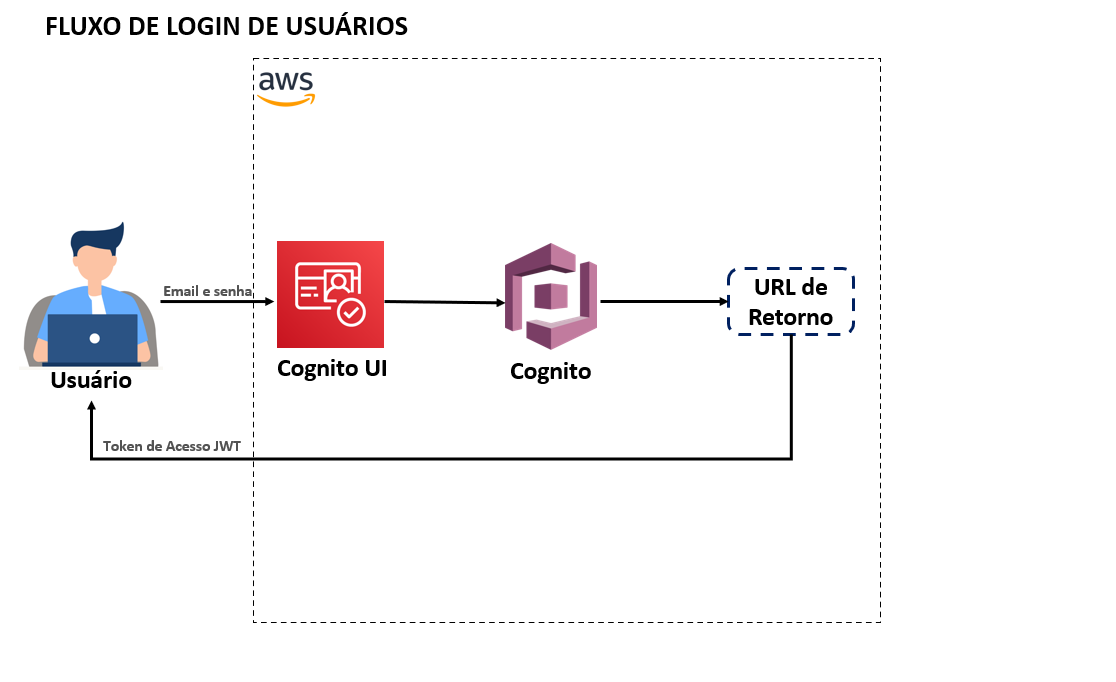 FLUXO DE LOGIN DE USUÁRIOS
aws
Email e senha
URL de
Retorno
Cognito UI
Cognito
Usuário
Token de Acesso JWT